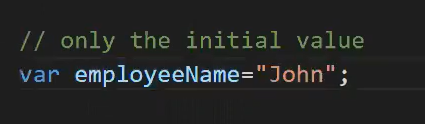 // only the initial value
var employeeName="John";